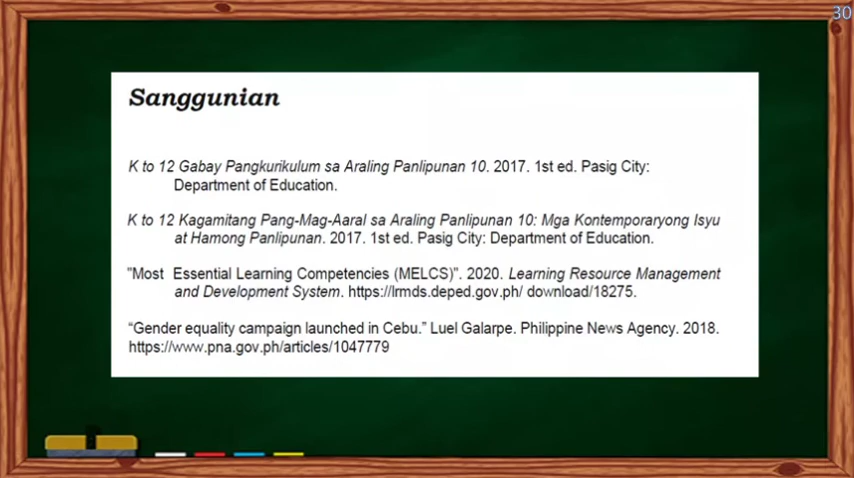 30
Sanggunian
K to 12 Gabay Pangkurikulum sa Araling Panlipunan 10. 2017. 1st ed. Pasig City:
Department of Education.
K to 12 Kagamitang Pang-Mag-Aaral sa Araling Panlipunan 10: Mga Kontemporaryong Isyu
at Hamong Panlipunan. 2017. 1st ed. Pasig City: Department of Education.
"Most Essential Learning Competencies (MELCS)". 2020. Learning Resource Management
and Development System. https://lrmds.deped.gov.ph/ download/18275.
“Gender equality campaign launched in Cebu.” Luel Galarpe. Philippine News Agency. 2018.
https://www.pna.gov.ph/articles/1047779